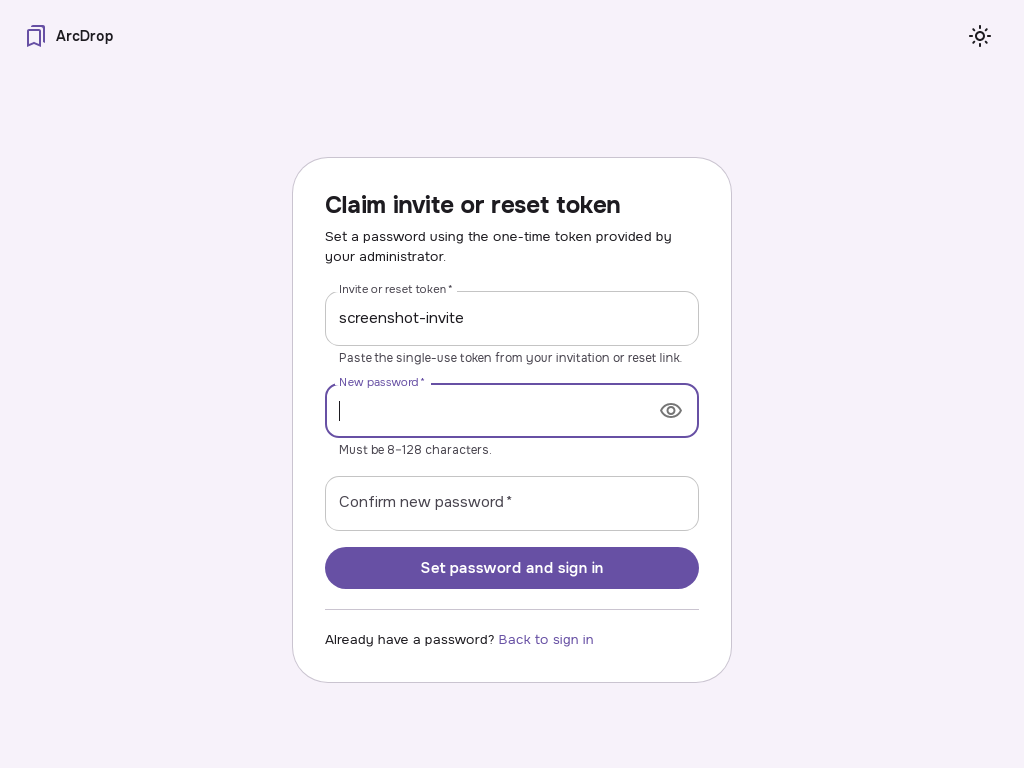 ArcDrop
Claim invite or reset token
Set a password using the one-time token provided by
your administrator.
Invite or reset token *
screenshot-invite
Paste the single-use token from your invitation or reset link.
New password *
Must be 8–128 characters.
Confirm new password *
Set password and sign in
Already have a password? Back to sign in